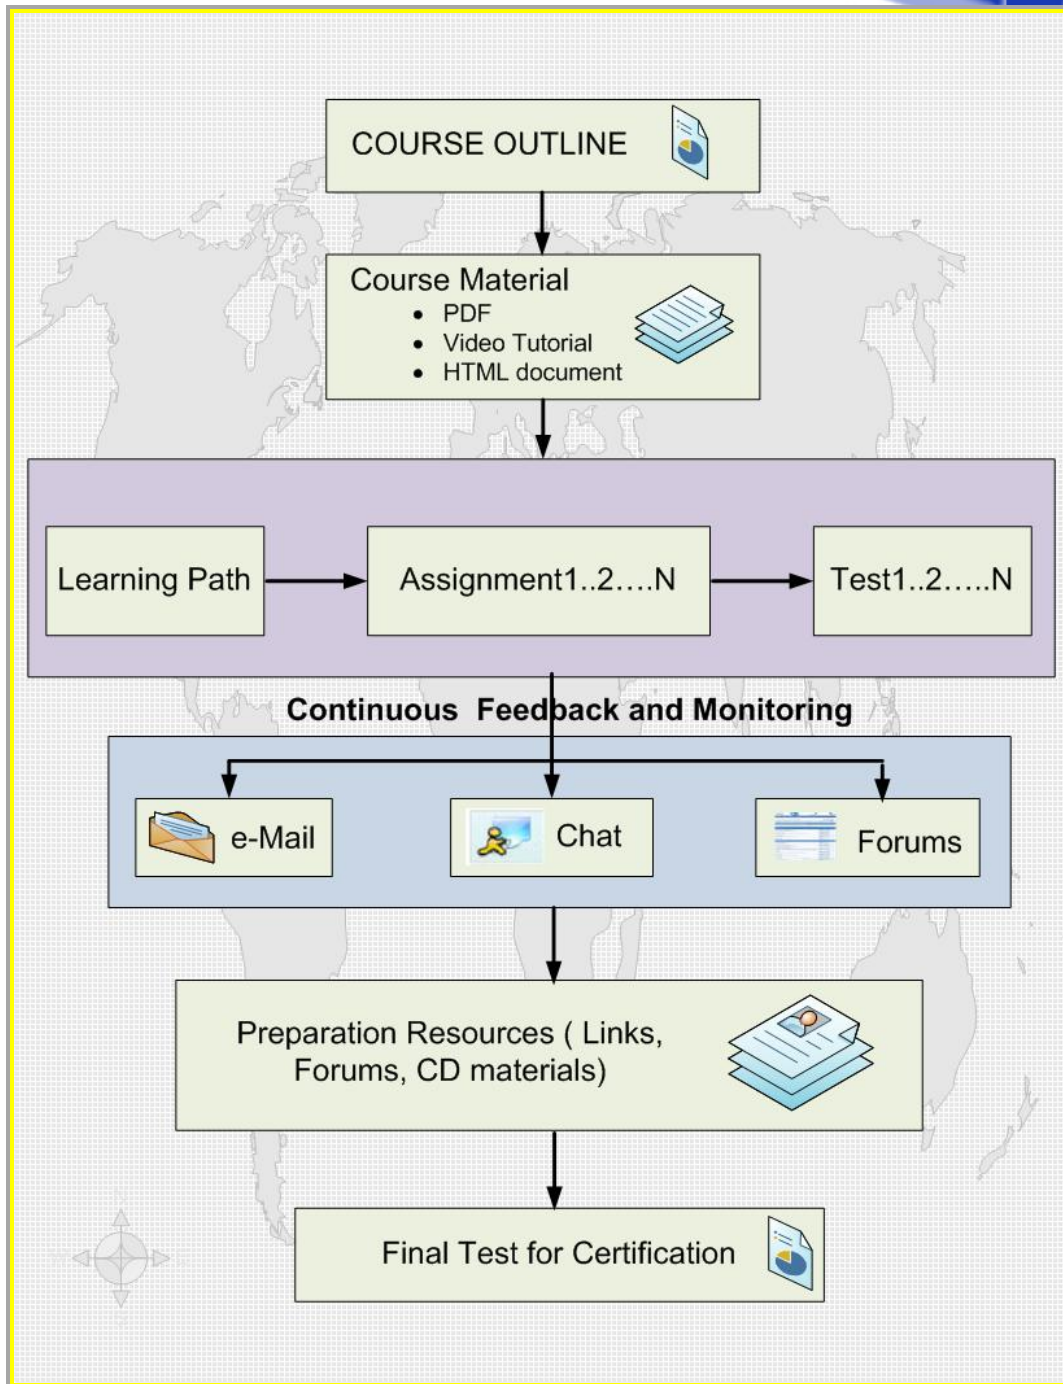 COURSE OUTLINE
Course Material
• PDF
• Video Tutorial
• HTML document
Learning Path
Assignment1..2....N
Test1..2.....N
Continuous  Feedback and Monitoring
e-Mail
Chat
Forums
Preparation Resources ( Links,
Forums, CD materials)
Final Test for Certification